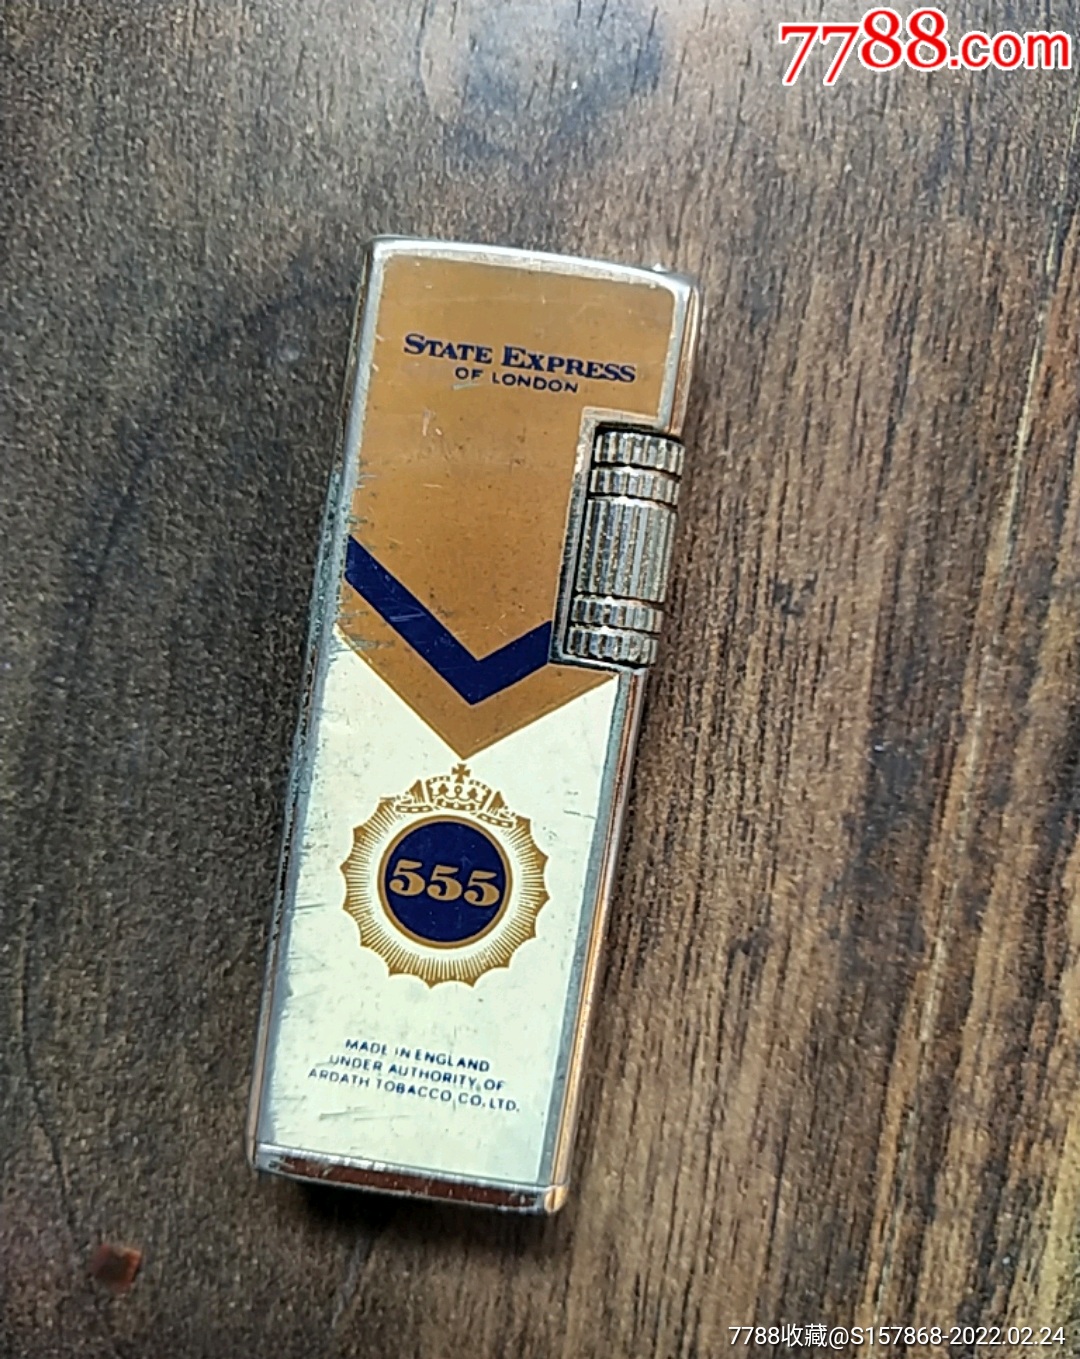 7788.com
STATE EXPRESS
OF LONDON
555
MADE IN ENGLAND
UNDER AUTHORITY OF
ARDATH TOBACCO CO. LTD.
7788收藏@S157868-2022.02.24